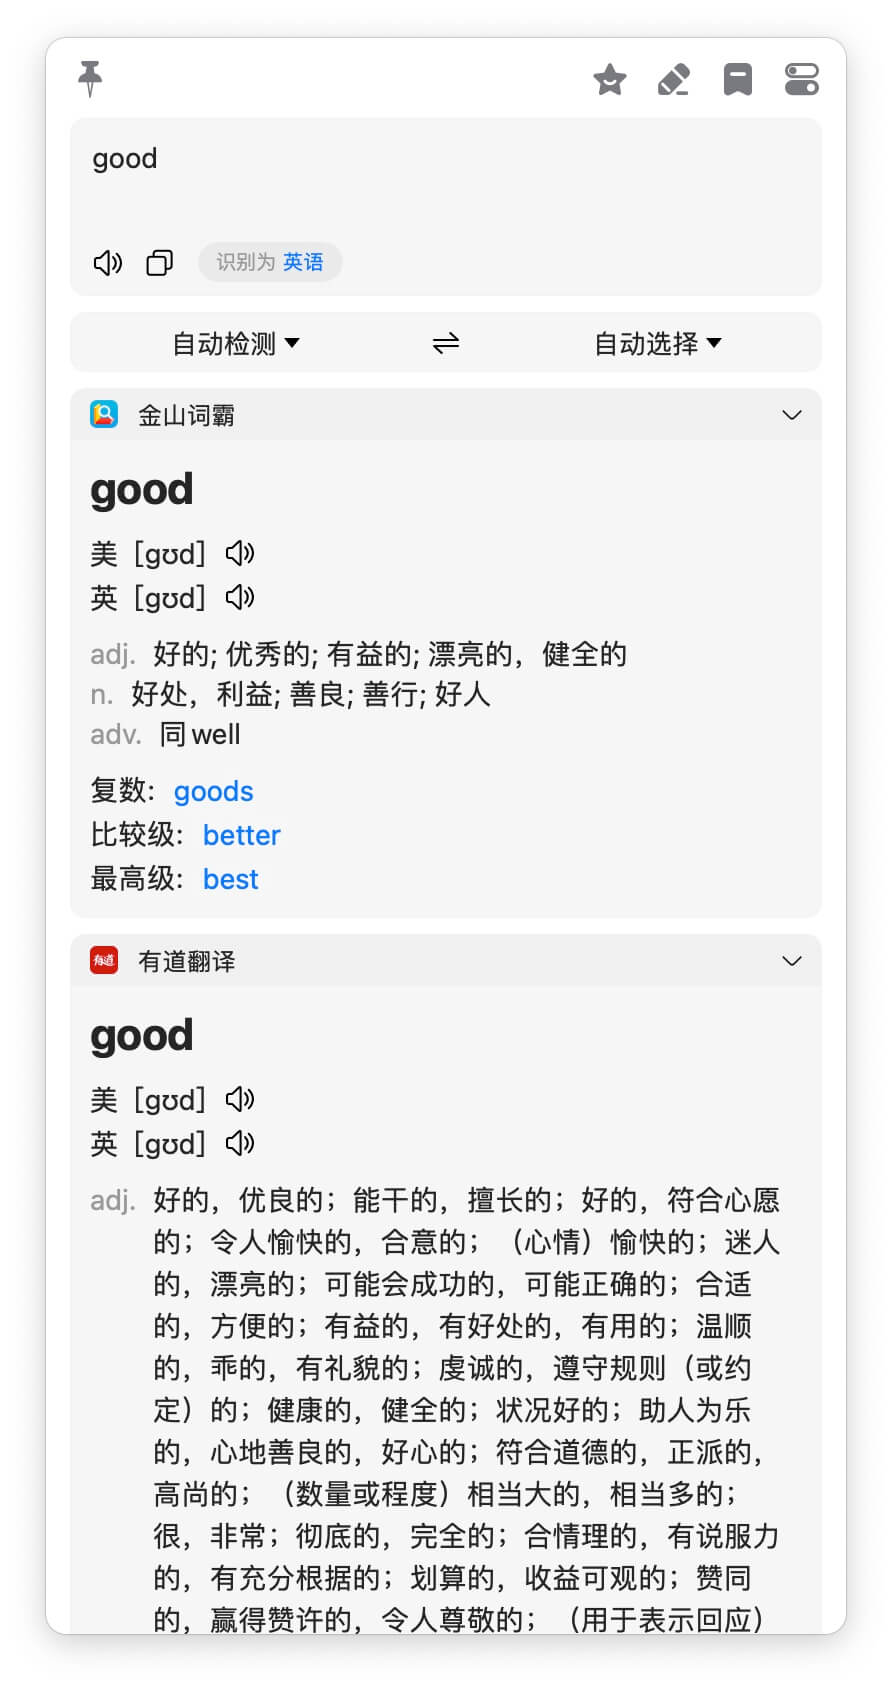 good
识别为 英语
自动检测 自动选择
金山词霸
good
美 [gʊd]
英 [gʊd]
adj. 好的; 优秀的; 有益的; 漂亮的，健全的
n. 好处，利益; 善良; 善行; 好人
adv. 同well
复数: goods
比较级: better
最高级: best
有道 有道翻译
good
美 [gʊd]
英 [gʊd]
adj. 好的，优良的；能干的，擅长的；好的，符合心愿
的；令人愉快的，合意的；（心情）愉快的；迷人
的，漂亮的；可能会成功的，可能正确的；合适
的，方便的；有益的，有好处的，有用的；温顺
的，乖的，有礼貌的；虔诚的，遵守规则（或约
定）的；健康的，健全的；状况好的；助人为乐
的，心地善良的，好心的；符合道德的，正派的，
高尚的；（数量或程度）相当大的，相当多的；
很，非常；彻底的，完全的；合情理的，有说服力
的，有充分根据的；划算的，收益可观的；赞同
的，赢得赞许的，令人尊敬的；（用于表示回应）